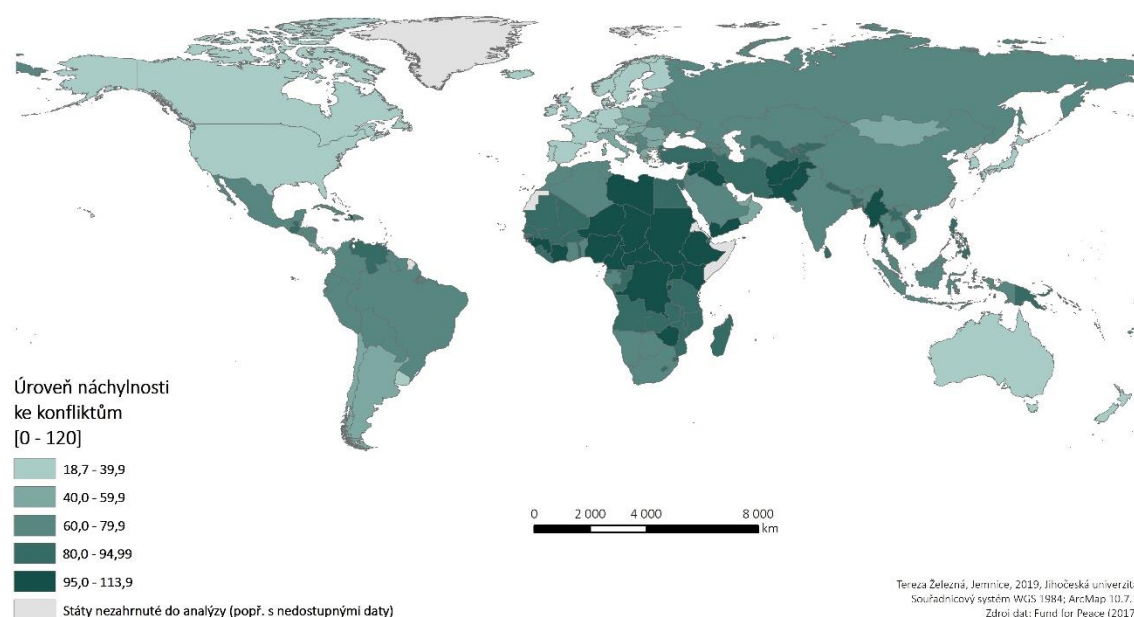 Úroveň náchylnosti
ke konfliktům
[0 - 120]
18,7 - 39,9
40,0 - 59,9
60,0 - 79,9
80,0 - 94,99
95,0 - 113,9
Státy nezahrnuté do analýzy (popř. s nedostupnými daty)
0 2 000 4 000 8 000
km
Tereza Železná, Jemnice, 2019, Jihočeská univerzit
Souřadnicový systém WGS 1984; ArcMap 10.7.
Zdroj dat: Fund for Peace (2017